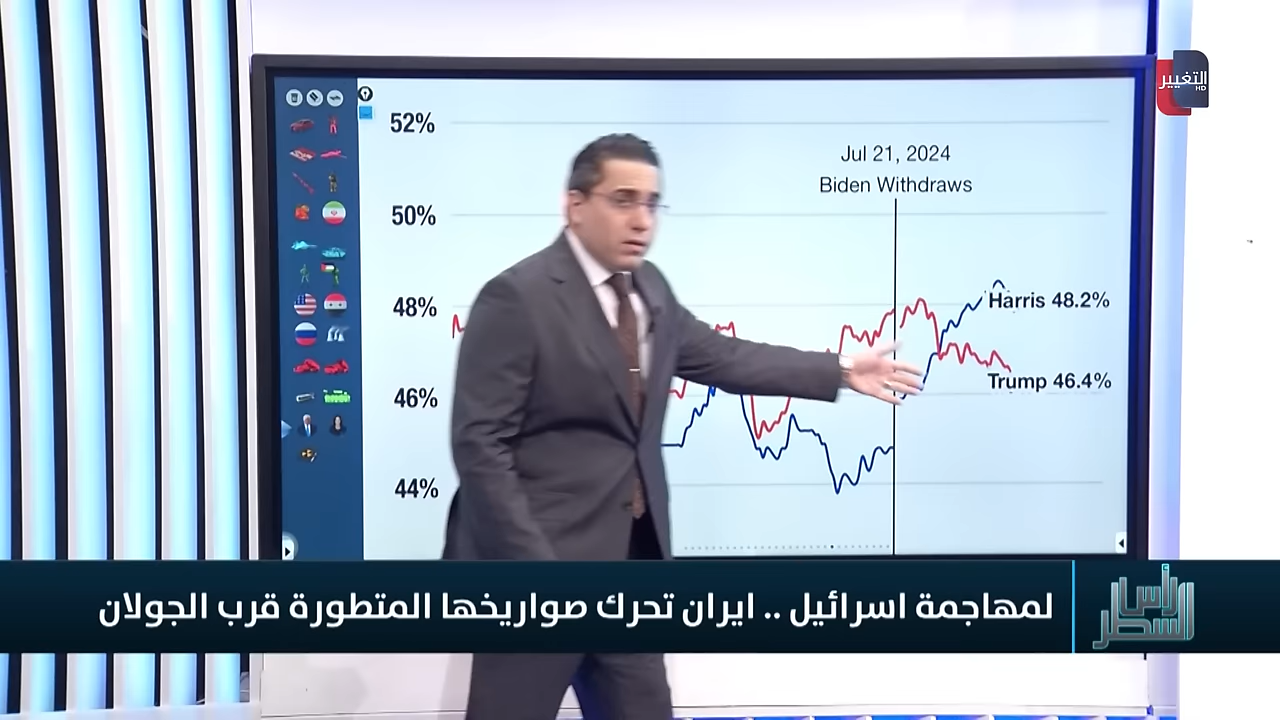 التغيير
HD
52%
Jul 21, 2024
Biden Withdraws
50%
48%
Harris 48.2%
Trump 46.4%
46%
44%
لمهاجمة اسرائيل .. ايران تحرك صواريخها المتطورة قرب الجولان
رأس السطر